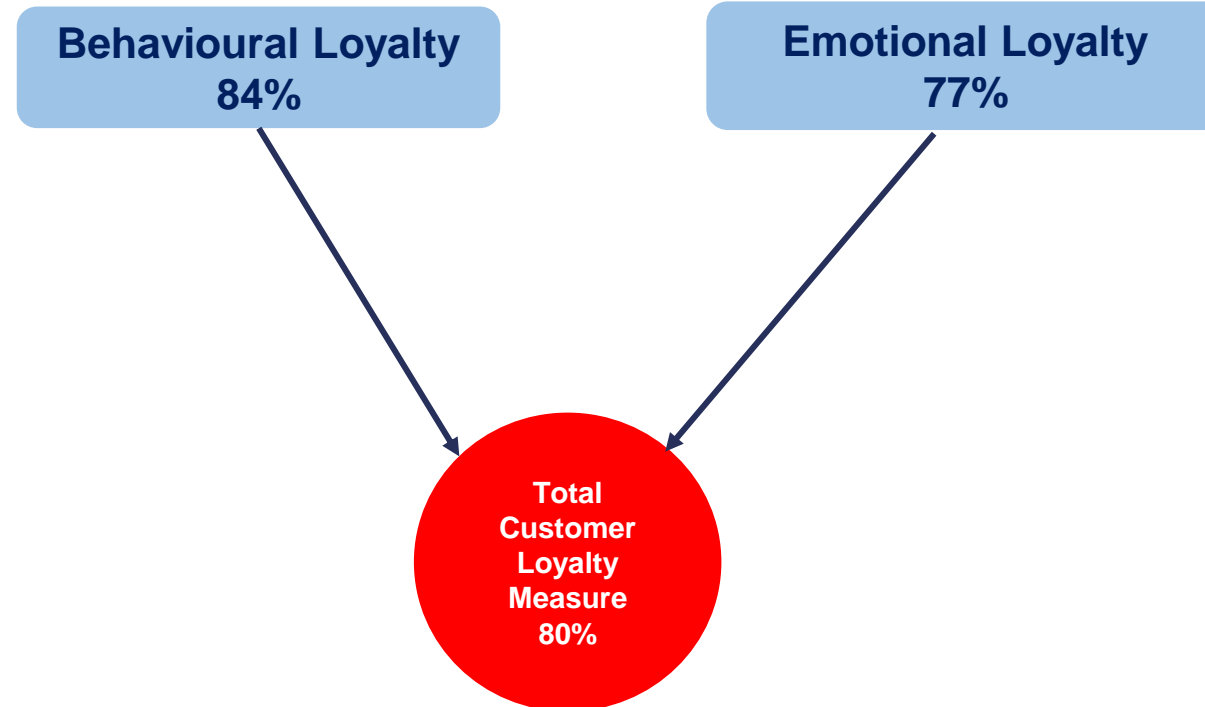 Behavioural Loyalty
84%
Emotional Loyalty
77%
Total
Customer
Loyalty
Measure
80%